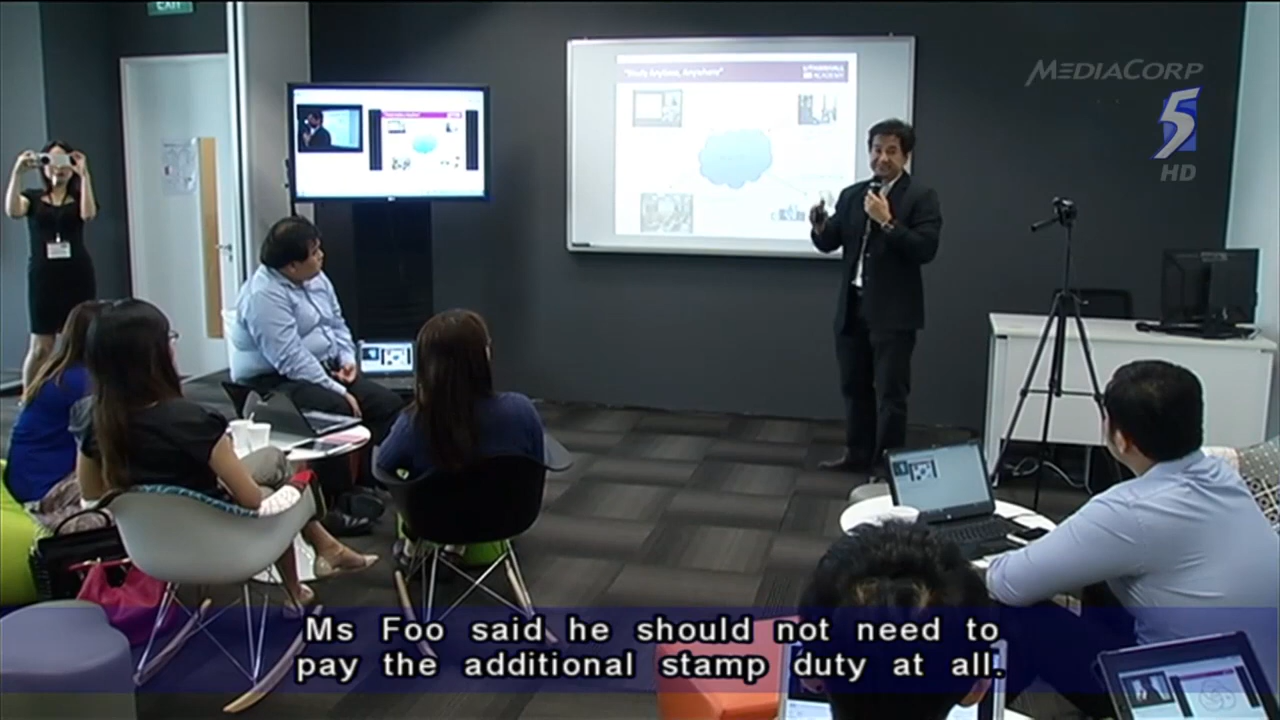 EXIT
MEDIACORP
5
HD
"Study Anytime, Anywhere"
ACADEMY
Ms Foo said he should not need to
pay the additional stamp duty at all.